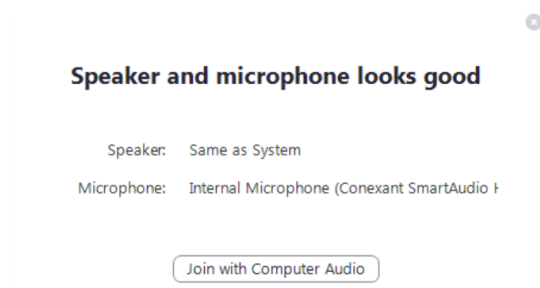 Speaker and microphone looks good
Speaker: Same as System
Microphone: Internal Microphone (Conexant SmartAudio
Join with Computer Audio